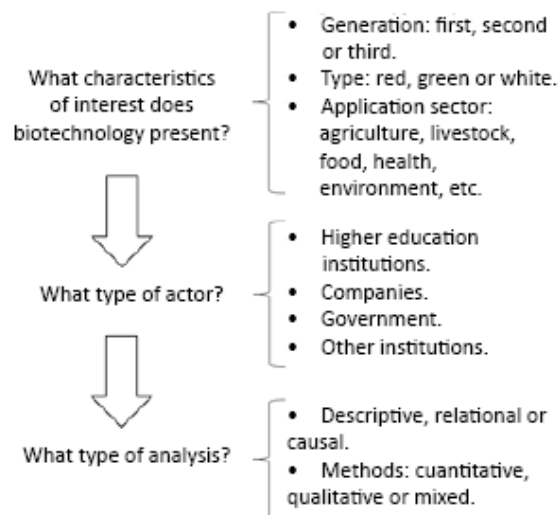 What characteristics
of interest does
biotechnology present?
• Generation: first, second
or third.
• Type: red, green or white.
• Application sector:
agriculture, livestock,
food, health,
environment, etc.
What type of actor?
• Higher education
institutions.
• Companies.
• Government.
• Other institutions.
What type of analysis?
• Descriptive, relational or
causal.
• Methods: cuantitative,
qualitative or mixed.